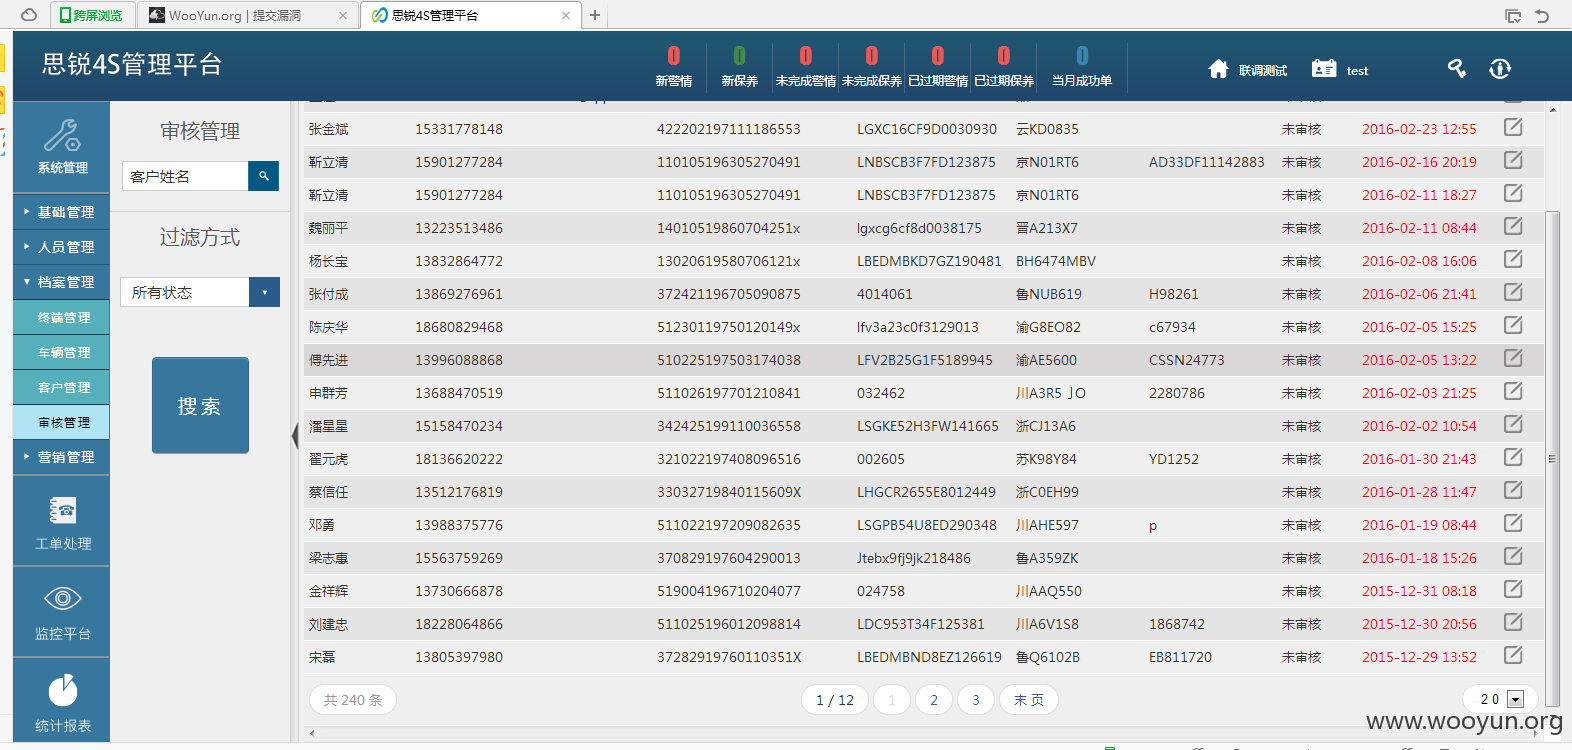 跨屏浏览 WooYun.org | 提交漏洞 思锐4S管理平台
思锐4S管理平台
0 0 0 0 0 0 0
新警情 新保养 未完成警情 未完成保养 已过期警情 已过期保养 当月成功单
联调测试 test
系统管理
基础管理
人员管理
档案管理
终端管理
车辆管理
客户管理
审核管理
营销管理
工单处理
监控平台
统计报表
审核管理
客户姓名
过滤方式
所有状态
搜索
张金斌 15331778148 422202197111186553 LGXC16CF9D0030930 云KD0835 未审核 2016-02-23 12:55
靳立清 15901277284 110105196305270491 LNBSCB3F7FD123875 京N01RT6 AD33DF11142883 未审核 2016-02-16 20:19
靳立清 15901277284 110105196305270491 LNBSCB3F7FD123875 京N01RT6 未审核 2016-02-11 18:27
魏丽平 13223513486 14010519860704251x lgxcg6cf8d0038175 晋A213X7 未审核 2016-02-11 08:44
杨长宝 13832864772 13020619580706121x LBEDMBKD7GZ190481 BH6474MBV 未审核 2016-02-08 16:06
张付成 13869276961 372421196705090875 4014061 鲁NUB619 H98261 未审核 2016-02-06 21:41
陈庆华 18680829468 51230119750120149x lfv3a23c0f3129013 渝G8EO82 c67934 未审核 2016-02-05 15:25
傅先进 13996088868 510225197503174038 LFV2B25G1F5189945 渝AE5600 CSSN24773 未审核 2016-02-05 13:22
申群芳 13688470519 511026197701210841 032462 川A3R5 JO 2280786 未审核 2016-02-03 21:25
潘星星 15158470234 342425199110036558 LSGKE52H3FW141665 浙CJ13A6 未审核 2016-02-02 10:54
翟元虎 18136620222 321022197408096516 002605 苏K98Y84 YD1252 未审核 2016-01-30 21:43
蔡信任 13512176819 33032719840115609X LHGCR2655E8012449 浙C0EH99 未审核 2016-01-28 11:47
邓勇 13988375776 511022197209082635 LSGPB54U8ED290348 川AHE597 p 未审核 2016-01-19 08:44
梁志惠 15563759269 370829197604290013 Jtebx9fj9jk218486 鲁A359ZK 未审核 2016-01-18 15:26
金祥辉 13730666878 519004196710204077 024758 川AAQ550 未审核 2015-12-31 08:18
刘建忠 18228064866 511025196012098814 LDC953T34F125381 川A6V1S8 1868742 未审核 2015-12-30 20:56
宋磊 13805397980 37282919760110351X LBEDMBND8EZ126619 鲁Q6102B EB811720 未审核 2015-12-29 13:52
共 240 条 1 / 12 1 2 3 末 页 20
www.wooyun.org